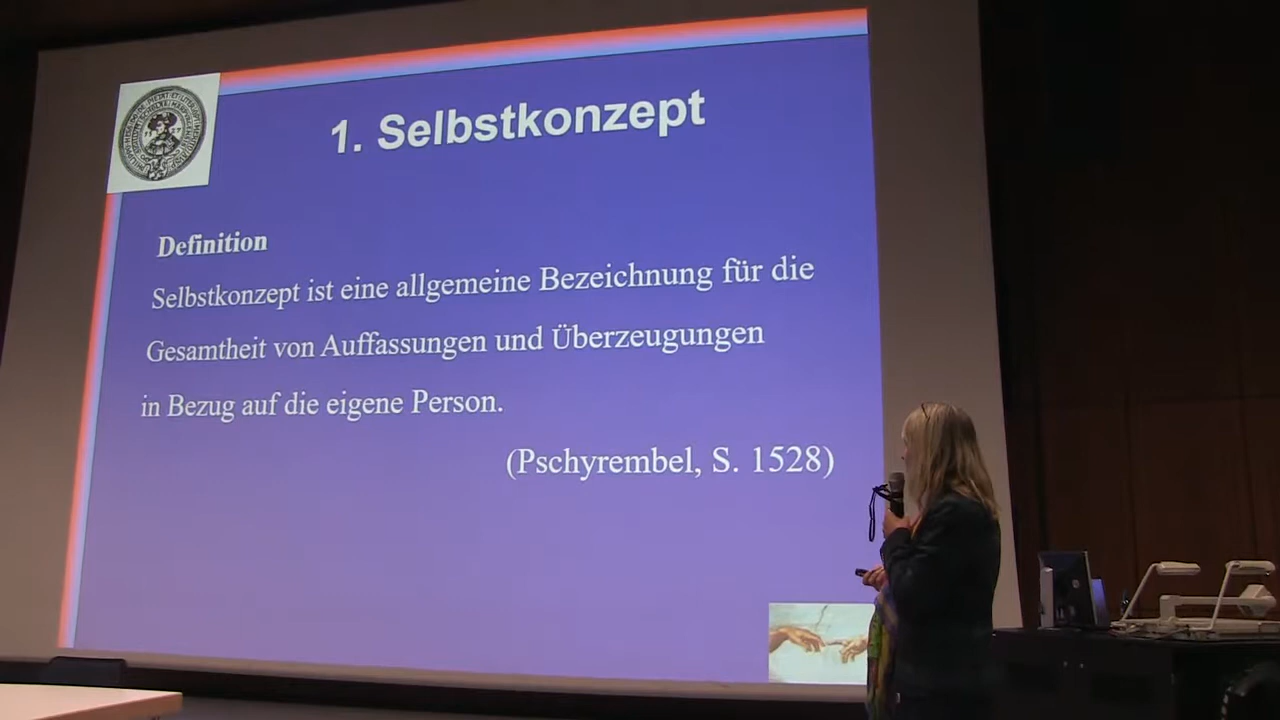 1. Selbstkonzept
Definition
Selbstkonzept ist eine allgemeine Bezeichnung für die
Gesamtheit von Auffassungen und Überzeugungen
in Bezug auf die eigene Person.
(Pschyrembel, S. 1528)